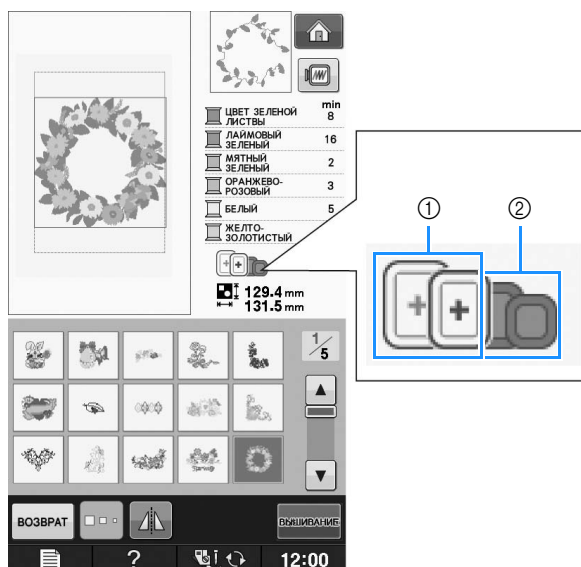 min
ЦВЕТ ЗЕЛЕНОЙ 8
ЛИСТВЫ
ЛАЙМОВЫЙ 16
ЗЕЛЕНЫЙ
МЯТНЫЙ 2
ЗЕЛЕНЫЙ
ОРАНЖЕВО- 3
РОЗОВЫЙ
БЕЛЫЙ 5
ЖЕЛТО-
ЗОЛОТИСТЫЙ
129.4 mm
131.5 mm
① ②
1/5
Spring
ВОЗВРАТ
ВЫШИВАНИЕ
? 12:00